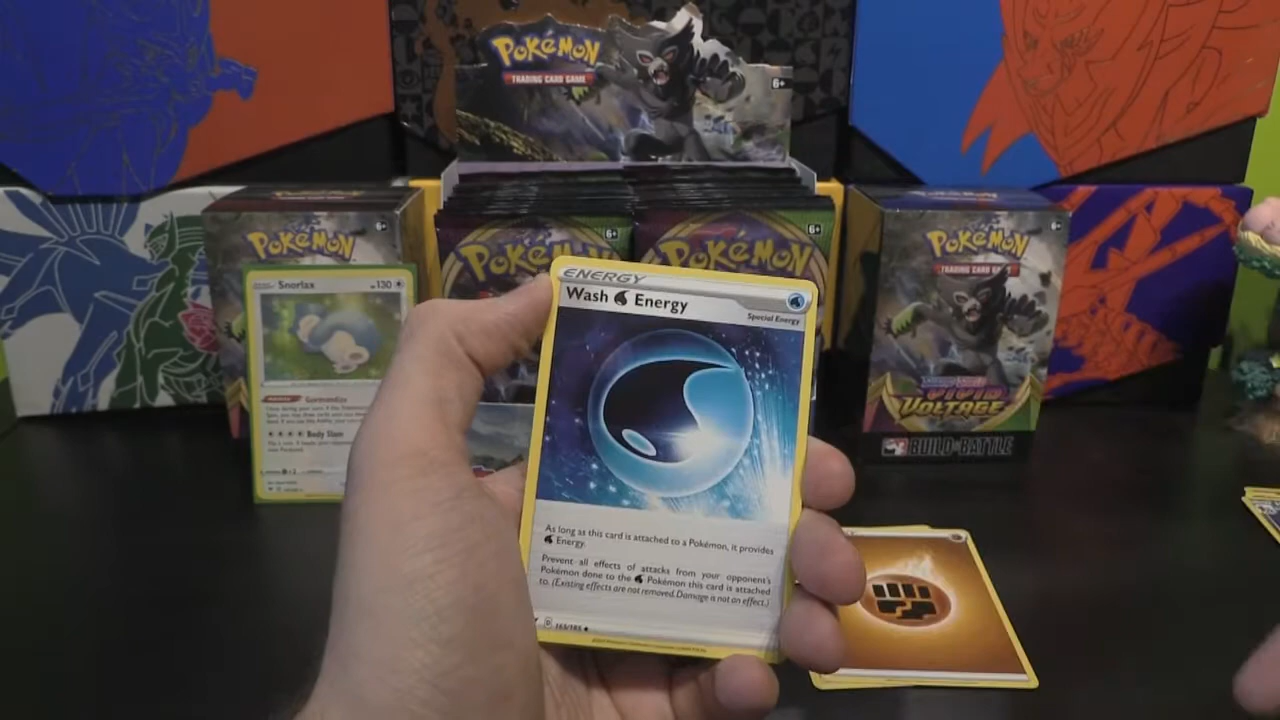 POKÉMON
TRADING CARD GAME
6+
POKÉMON
6+
POKÉMON
6+
POKÉMON
6+
POKÉMON
6+
TRADING CARD GAME
VIVID
VOLTAGE
BUILD & BATTLE
Snorlax
130
Gormandize
Body Slam
ENERGY
Wash Energy
Special Energy
As long as this card is attached to a Pokémon, it provides
Energy.
Prevent all effects of attacks from your opponent's
Pokémon done to the Pokémon this card is attached
to. (Existing effects are not removed. Damage is not an effect.)
D 165/185